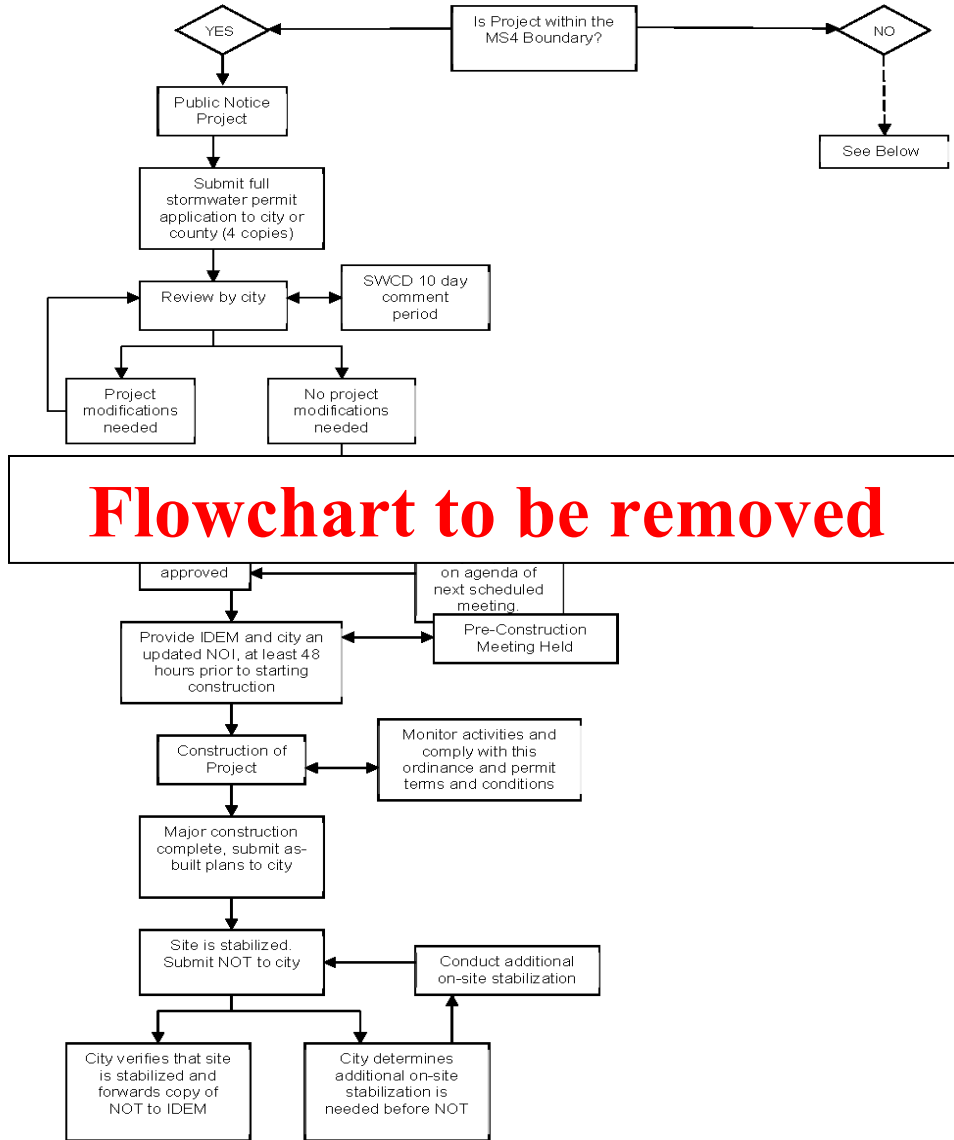 Is Project within the
MS4 Boundary?
YES
NO
Public Notice
Project
See Below
Submit full
stormwater permit
application to city or
county (4 copies)
Review by city
SWCD 10 day
comment
period
Project
modifications
needed
No project
modifications
needed
Flowchart to be removed
approved
on agenda of
next scheduled
meeting.
Provide IDEM and city an
updated NOI, at least 48
hours prior to starting
construction
Pre-Construction
Meeting Held
Construction of
Project
Monitor activities and
comply with this
ordinance and permit
terms and conditions
Major construction
complete, submit as-
built plans to city
Site is stabilized.
Submit NOT to city
Conduct additional
on-site stabilization
City verifies that site
is stabilized and
forwards copy of
NOT to IDEM
City determines
additional on-site
stabilization is
needed before NOT